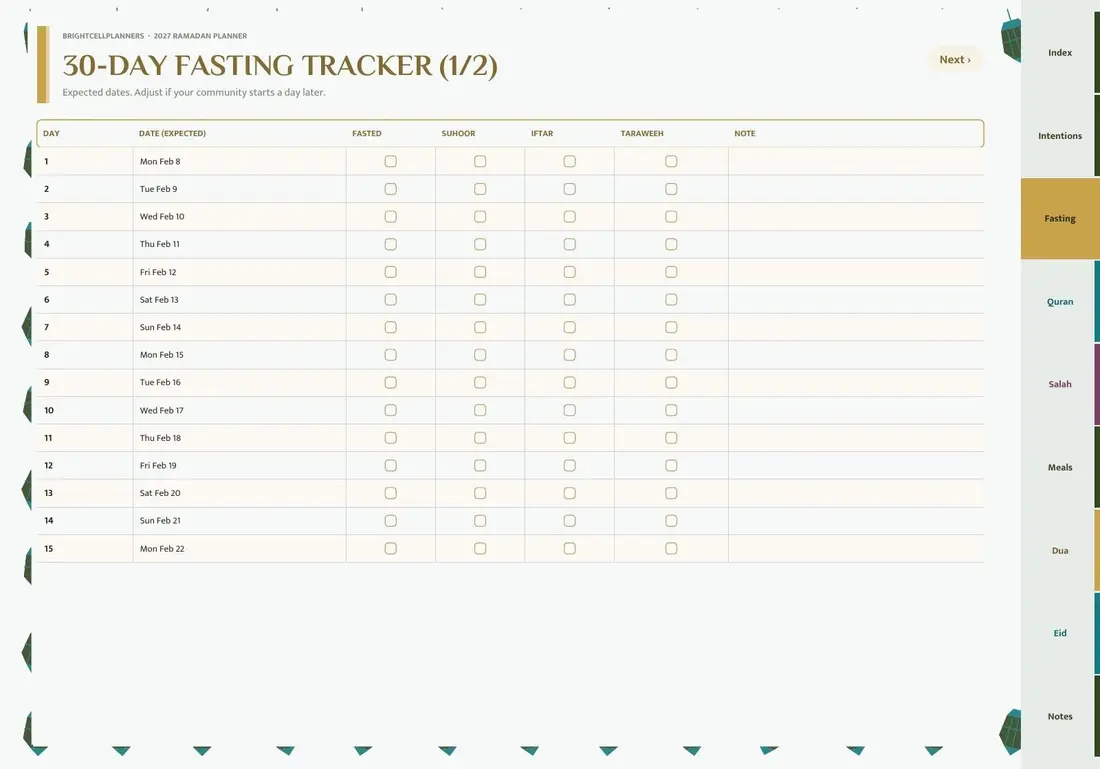 BRIGHTCELLPLANNERS · 2027 RAMADAN PLANNER
30-DAY FASTING TRACKER (1/2)
Expected dates. Adjust if your community starts a day later.
Next ›
DAY DATE (EXPECTED) FASTED SUHOOR IFTAR TARAWEEH NOTE
1 Mon Feb 8
2 Tue Feb 9
3 Wed Feb 10
4 Thu Feb 11
5 Fri Feb 12
6 Sat Feb 13
7 Sun Feb 14
8 Mon Feb 15
9 Tue Feb 16
10 Wed Feb 17
11 Thu Feb 18
12 Fri Feb 19
13 Sat Feb 20
14 Sun Feb 21
15 Mon Feb 22
Index
Intentions
Fasting
Quran
Salah
Meals
Dua
Eid
Notes